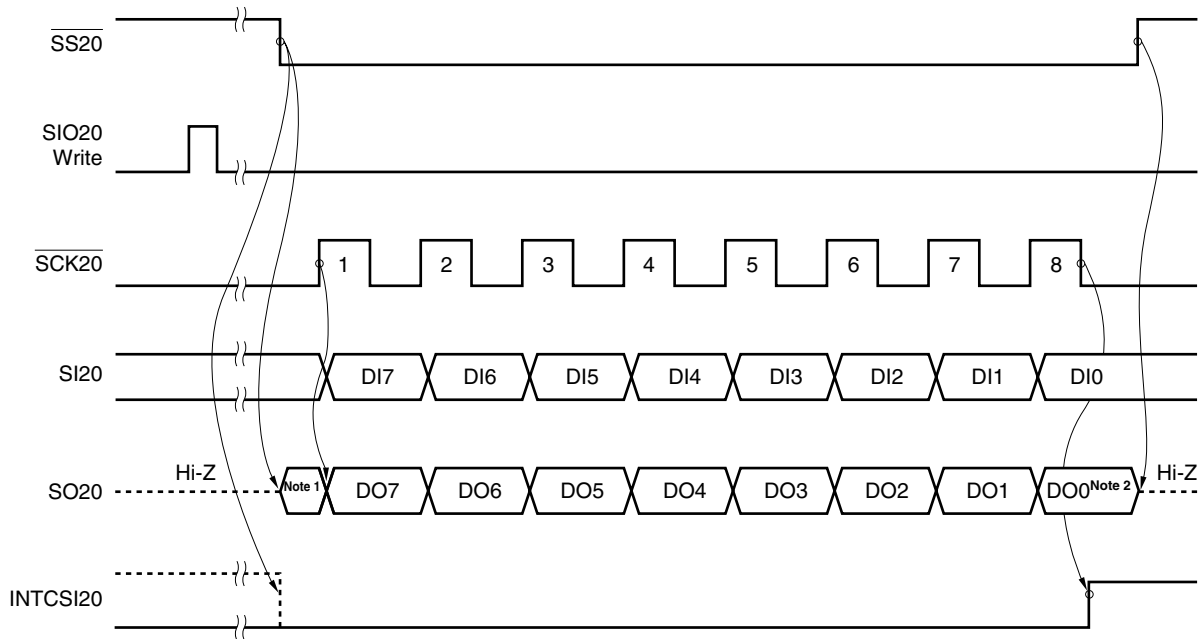 SS20
SIO20
Write
SCK20
1 2 3 4 5 6 7 8
SI20
DI7 DI6 DI5 DI4 DI3 DI2 DI1 DI0
Hi-Z
SO20
Note 1 DO7 DO6 DO5 DO4 DO3 DO2 DO1 DO0 Note 2
Hi-Z
INTCSI20